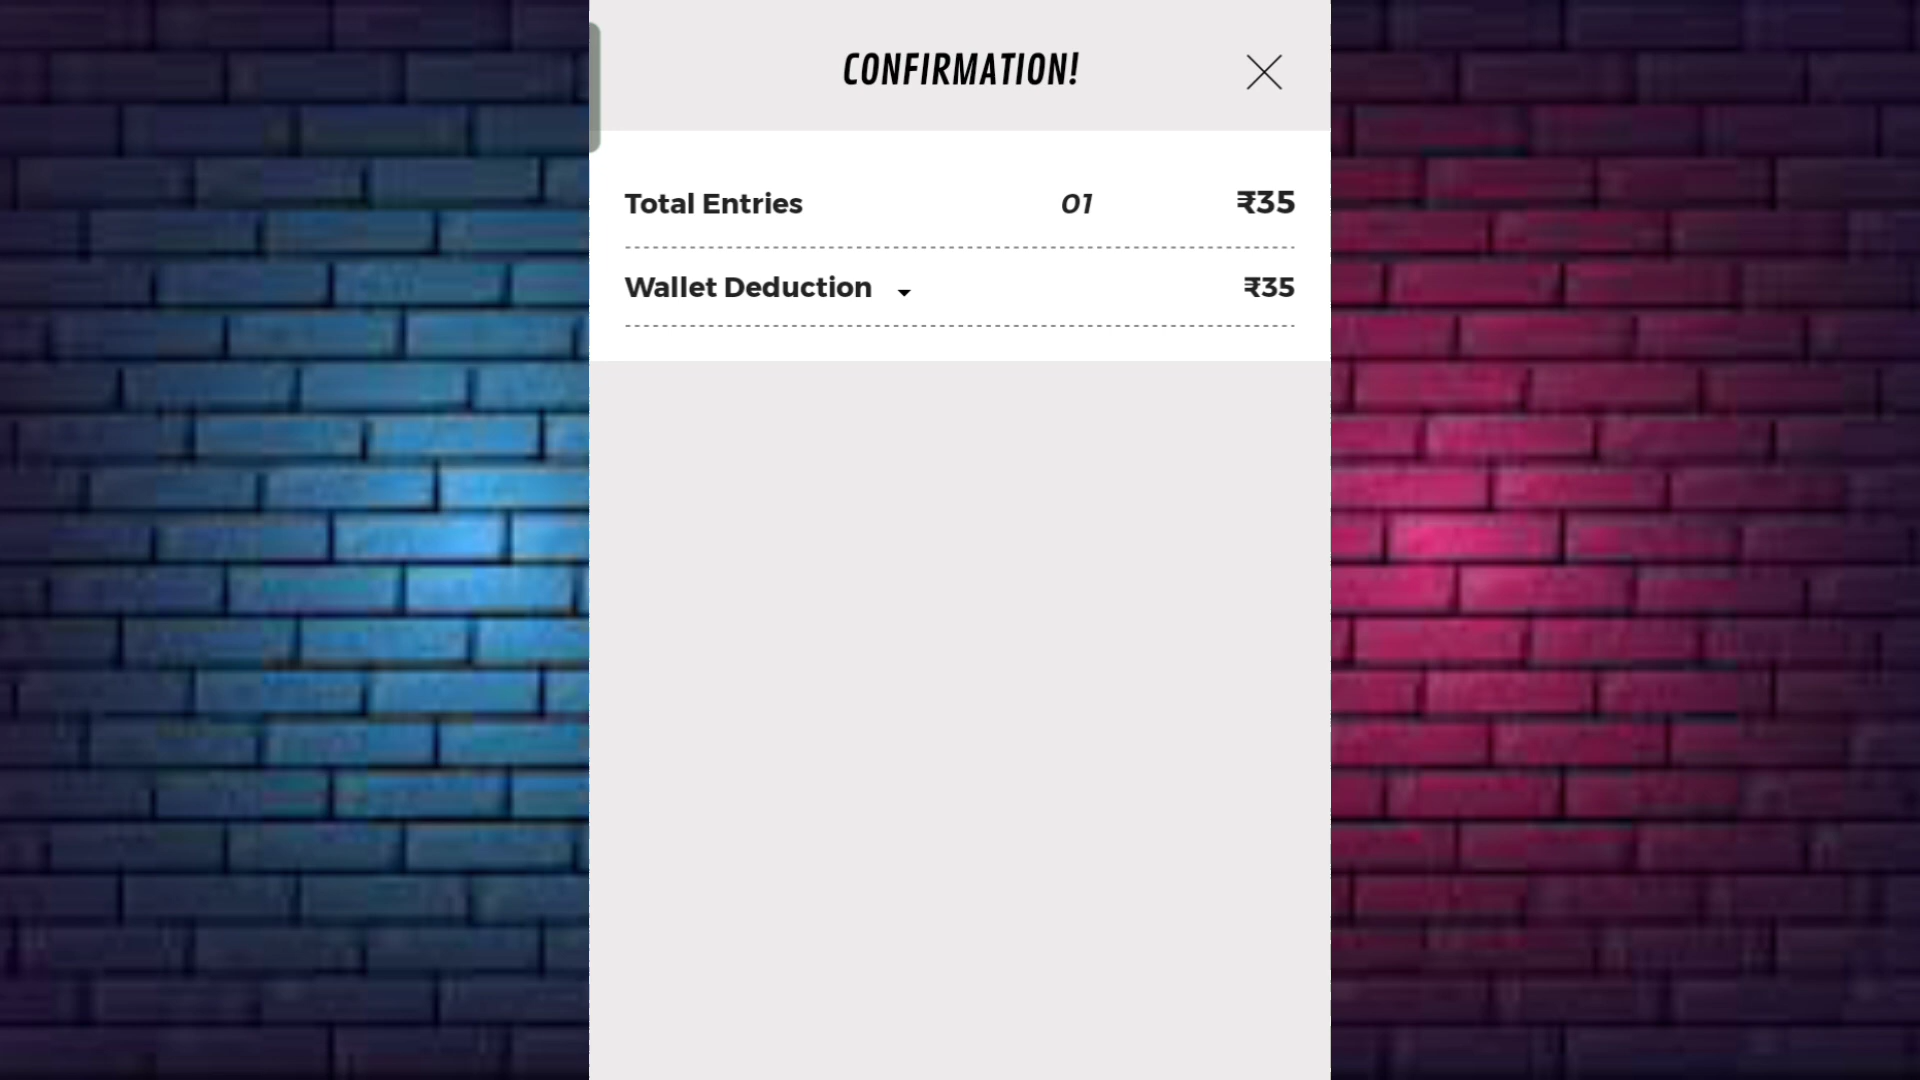 CONFIRMATION!
Total Entries 01 ₹35
Wallet Deduction ₹35